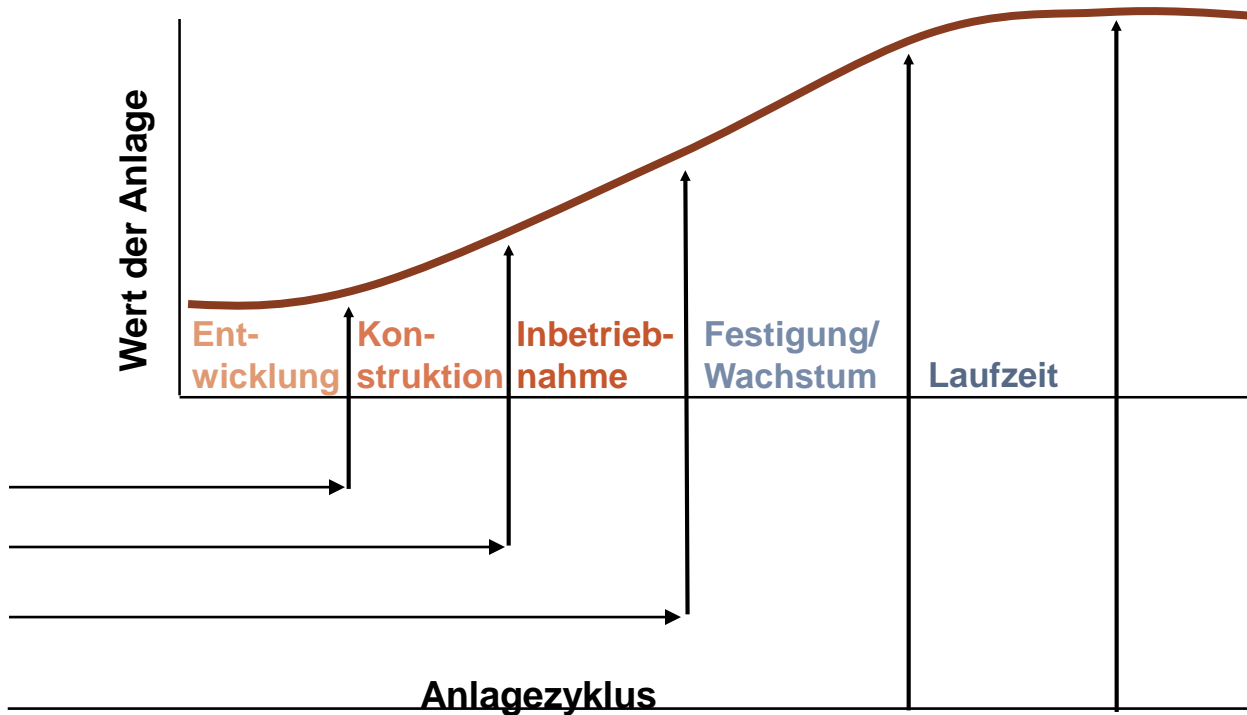 Wert der Anlage
Ent-
wicklung
Kon-
struktion
Inbetrieb-
nahme
Festigung/
Wachstum
Laufzeit
Anlagezyklus